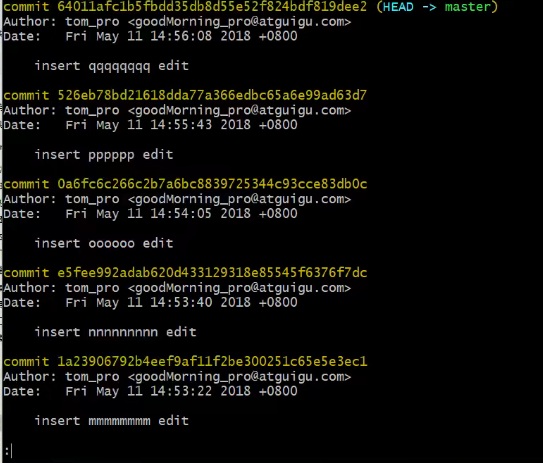 commit 64011afc1b5fbdd35db8d55e52f824bdf819dee2 (HEAD -> master)
Author: tom_pro <goodMorning_pro@atguigu.com>
Date:   Fri May 11 14:56:08 2018 +0800
    insert qqqqqqqq edit
commit 526eb78bd21618dda77a366edbc65a6e99ad63d7
Author: tom_pro <goodMorning_pro@atguigu.com>
Date:   Fri May 11 14:55:43 2018 +0800
    insert pppppp edit
commit 0a6fc6c266c2b7a6bc8839725344c93cce83db0c
Author: tom_pro <goodMorning_pro@atguigu.com>
Date:   Fri May 11 14:54:05 2018 +0800
    insert oooooo edit
commit e5fee992adab620d433129318e85545f6376f7dc
Author: tom_pro <goodMorning_pro@atguigu.com>
Date:   Fri May 11 14:53:40 2018 +0800
    insert nnnnnnnnn edit
commit 1a23906792b4eef9af11f2be300251c65e5e3ec1
Author: tom_pro <goodMorning_pro@atguigu.com>
Date:   Fri May 11 14:53:22 2018 +0800
    insert mmmmmmmm edit
: